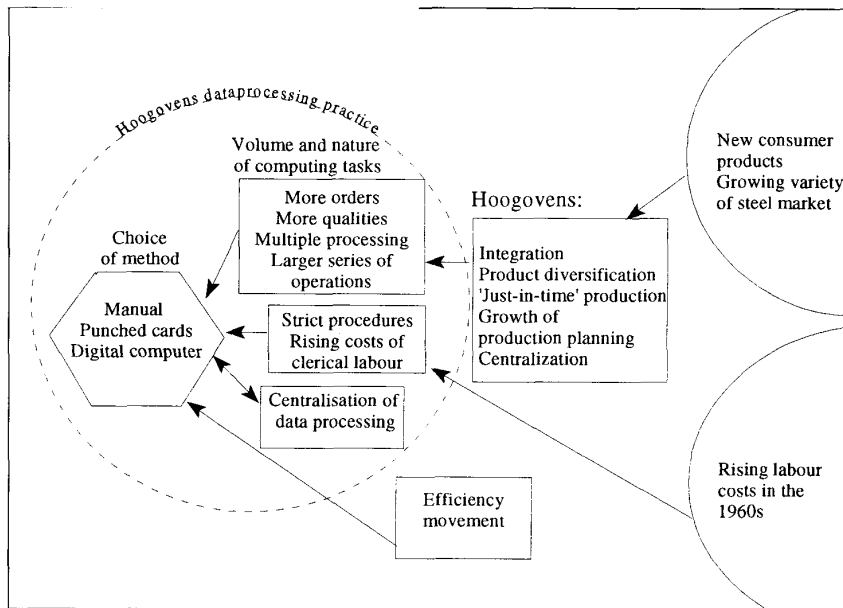 Hoogovens dataprocessing practice
Volume and nature
of computing tasks
More orders
More qualities
Multiple processing
Larger series of
operations
Choice
of method
Manual
Punched cards
Digital computer
Strict procedures
Rising costs of
clerical labour
Centralisation of
data processing
Efficiency
movement
Hoogovens:
Integration
Product diversification
'Just-in-time' production
Growth of
production planning
Centralization
New consumer
products
Growing variety
of steel market
Rising labour
costs in the
1960s